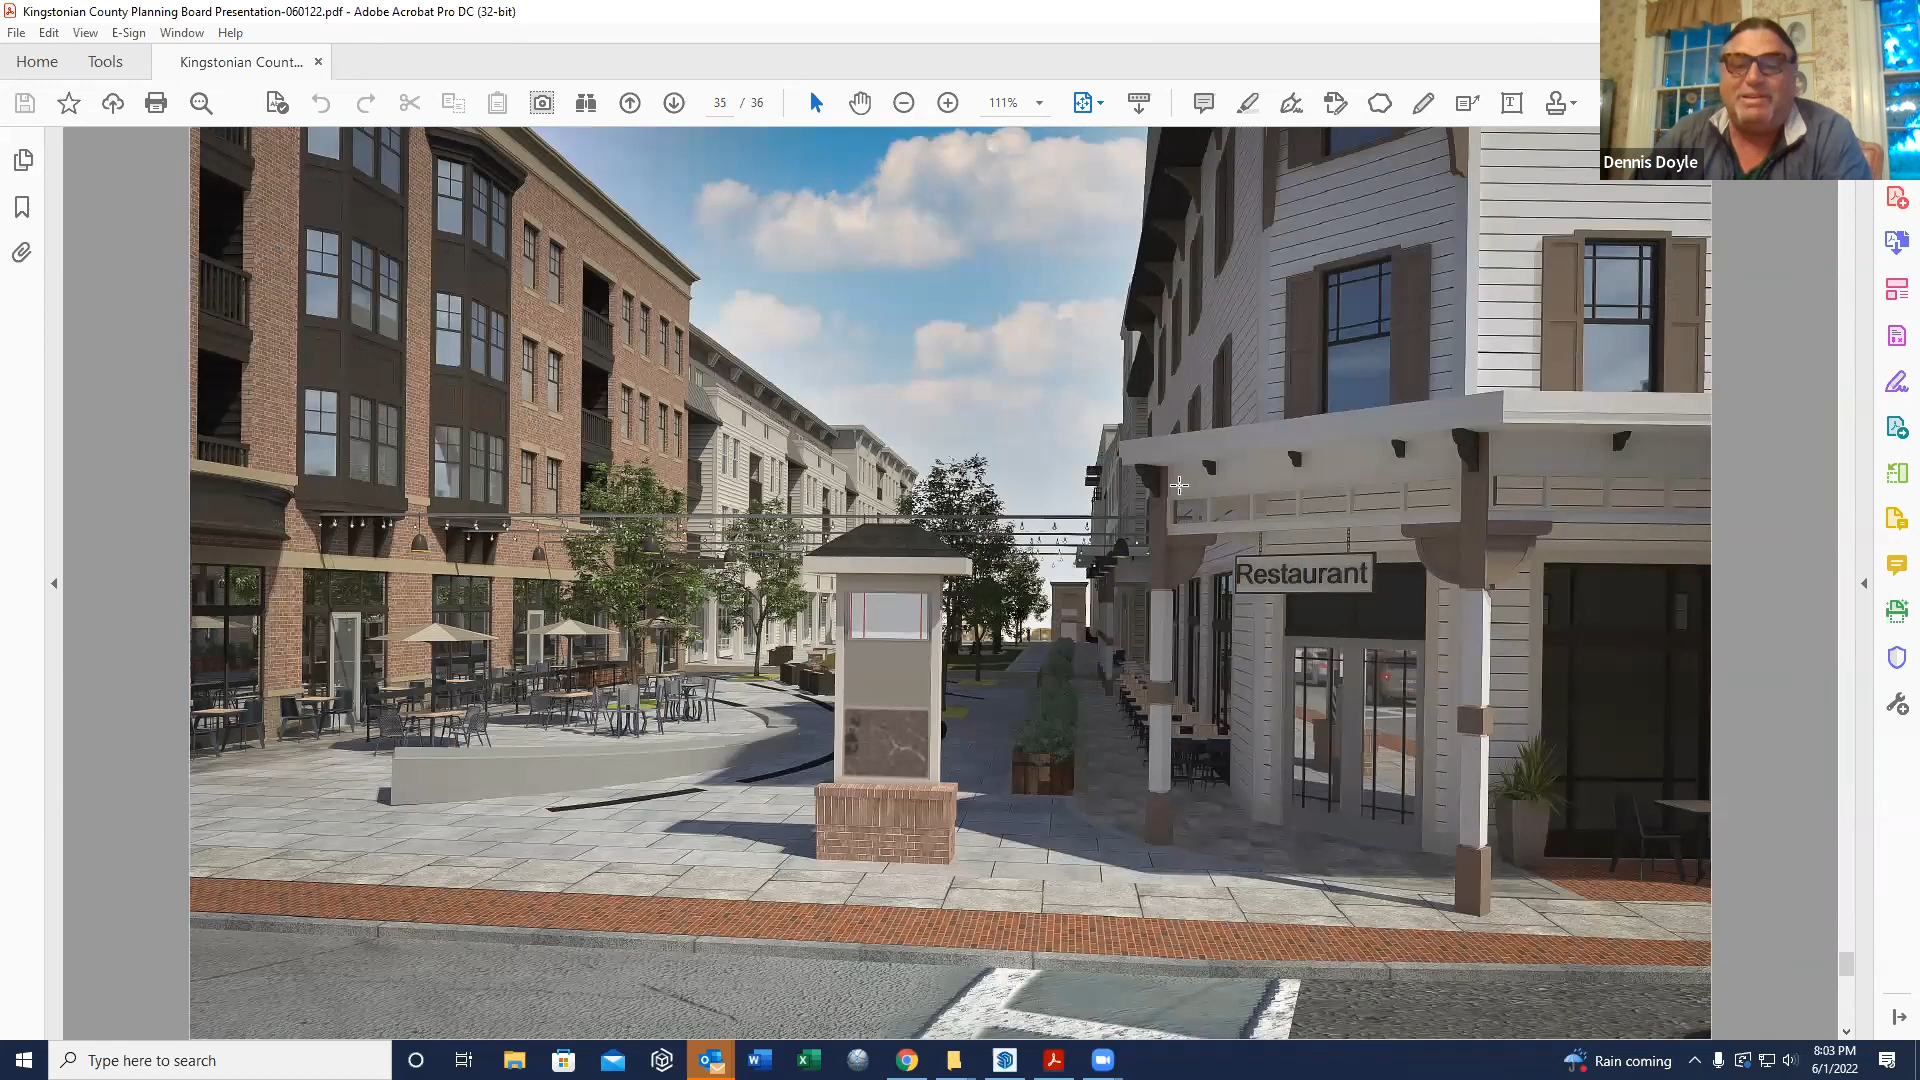 Kingstonian County Planning Board Presentation-060122.pdf - Adobe Acrobat Pro DC (32-bit)
File Edit View E-Sign Window Help
Home Tools Kingstonian Count... ×
35 / 36 111%
Dennis Doyle
Restaurant
Type here to search
Rain coming
8:03 PM
6/1/2022